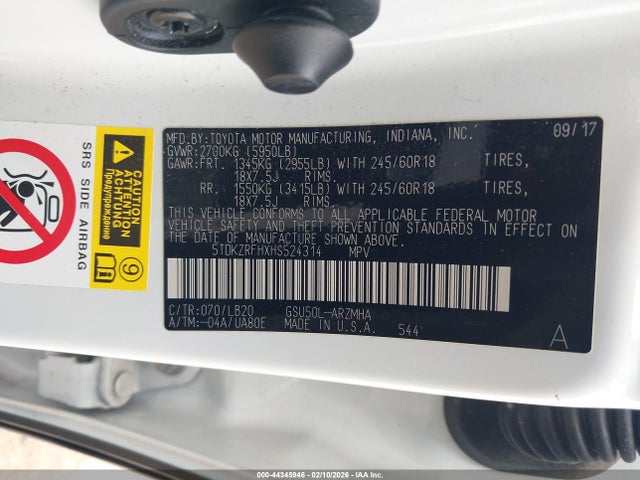 SRS SIDE AIRBAG
CAUTION
ATTENTION
ACHTUNG
Предупреждение
9
MFD.BY:TOYOTA MOTOR MANUFACTURING, INDIANA, INC. 09/17
GVWR:2700KG (5950LB)
GAWR:FRT. 1345KG (2955LB) WITH 245/60R18 TIRES,
18X7.5J RIMS.
RR. 1550KG (3415LB) WITH 245/60R18 TIRES,
18X7.5J RIMS.
THIS VEHICLE CONFORMS TO ALL APPLICABLE FEDERAL MOTOR
VEHICLE SAFETY AND THEFT PREVENTION STANDARDS IN EFFECT ON
THE DATE OF MANUFACTURE SHOWN ABOVE.
5TDKZRFHXHS524314 MPV
C/TR:070/LB20 GSU50L-ARZMHA
A/TM:-04A/UA80E MADE IN U.S.A. 544
A
000-44345946 - 02/10/2026 - IAAI.COM